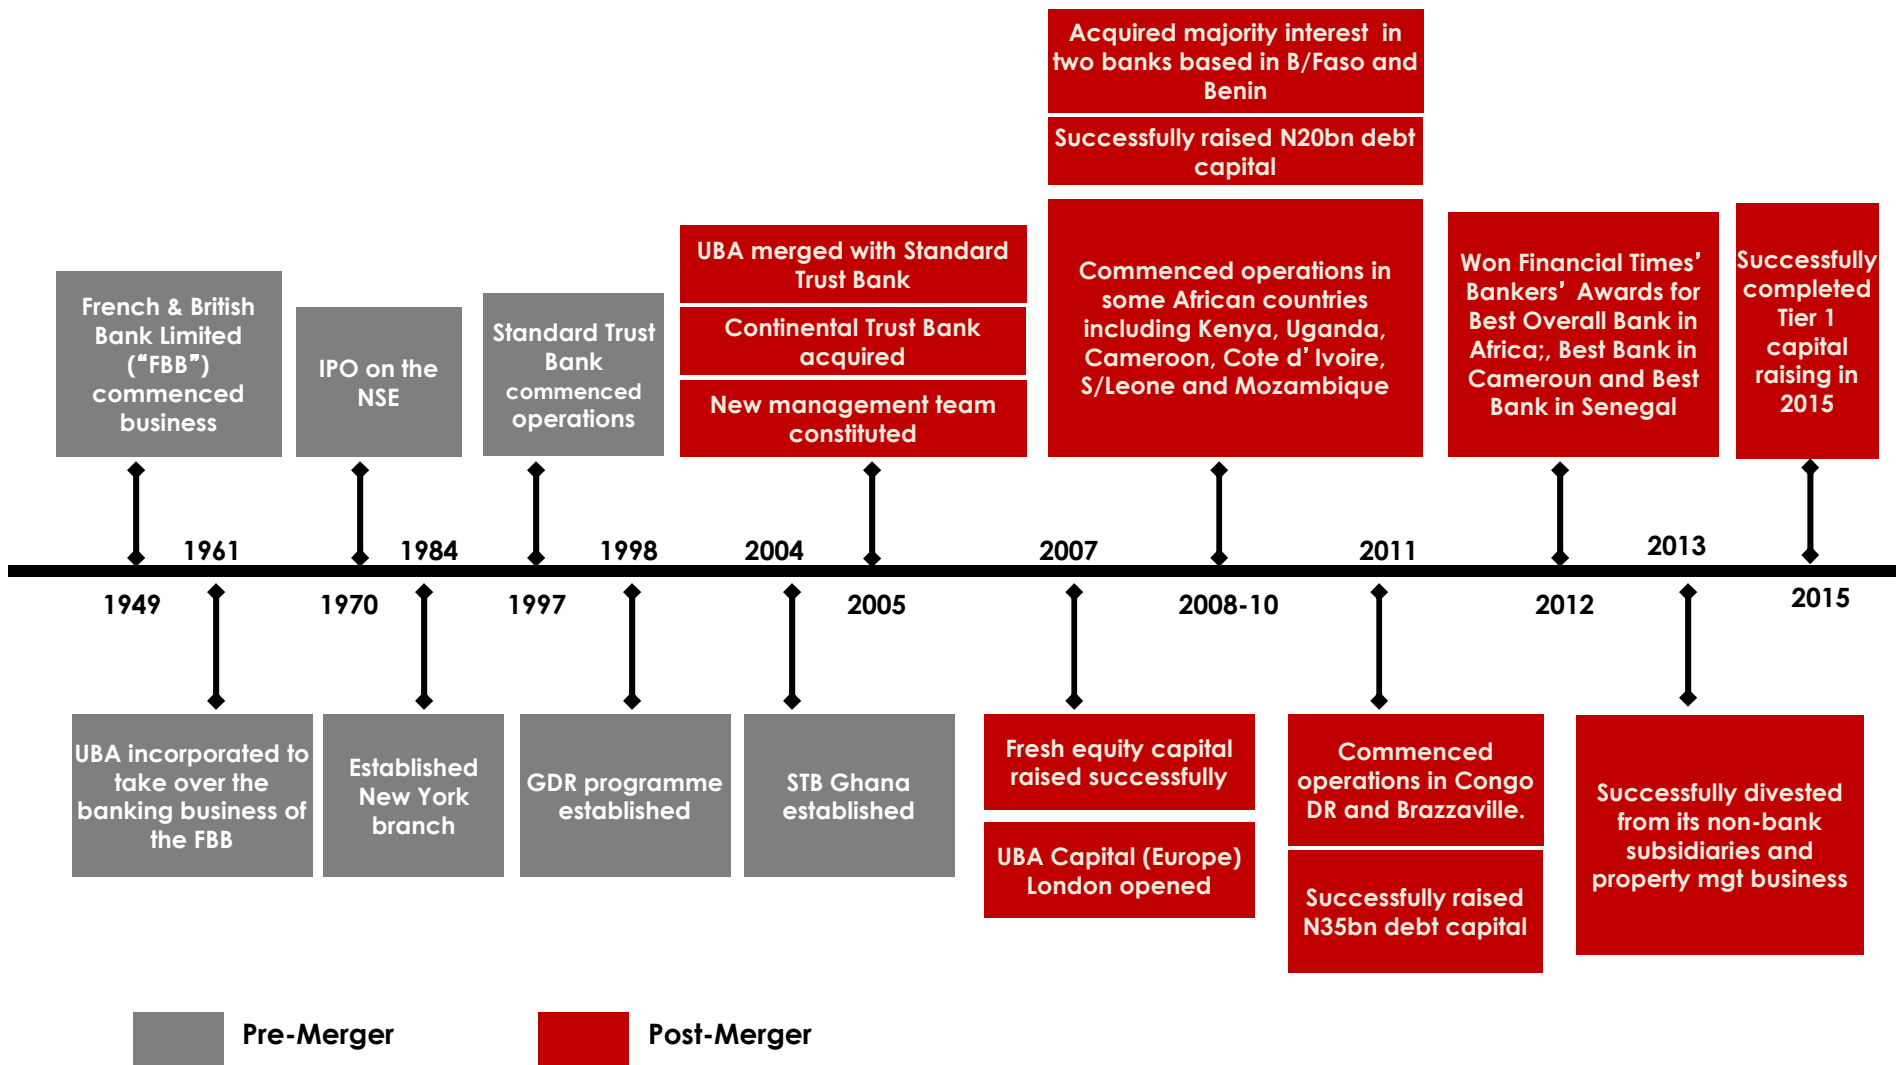 Acquired majority interest in
two banks based in B/Faso and
Benin
Successfully raised N20bn debt
capital
French & British
Bank Limited
(“FBB”)
commenced
business
IPO on the
NSE
Standard Trust
Bank
commenced
operations
UBA merged with Standard
Trust Bank
Continental Trust Bank
acquired
New management team
constituted
Commenced operations in
some African countries
including Kenya, Uganda,
Cameroon, Cote d’ Ivoire,
S/Leone and Mozambique
Won Financial Times’
Bankers’ Awards for
Best Overall Bank in
Africa;, Best Bank in
Cameroun and Best
Bank in Senegal
Successfully
completed
Tier 1
capital
raising in
2015
1961
1984
1998
2004
2007
2011
2013
1949
1970
1997
2005
2008-10
2012
2015
UBA incorporated to
take over the
banking business of
the FBB
Established
New York
branch
GDR programme
established
STB Ghana
established
Fresh equity capital
raised successfully
UBA Capital (Europe)
London opened
Commenced
operations in Congo
DR and Brazzaville.
Successfully raised
N35bn debt capital
Successfully divested
from its non-bank
subsidiaries and
property mgt business
Pre-Merger
Post-Merger